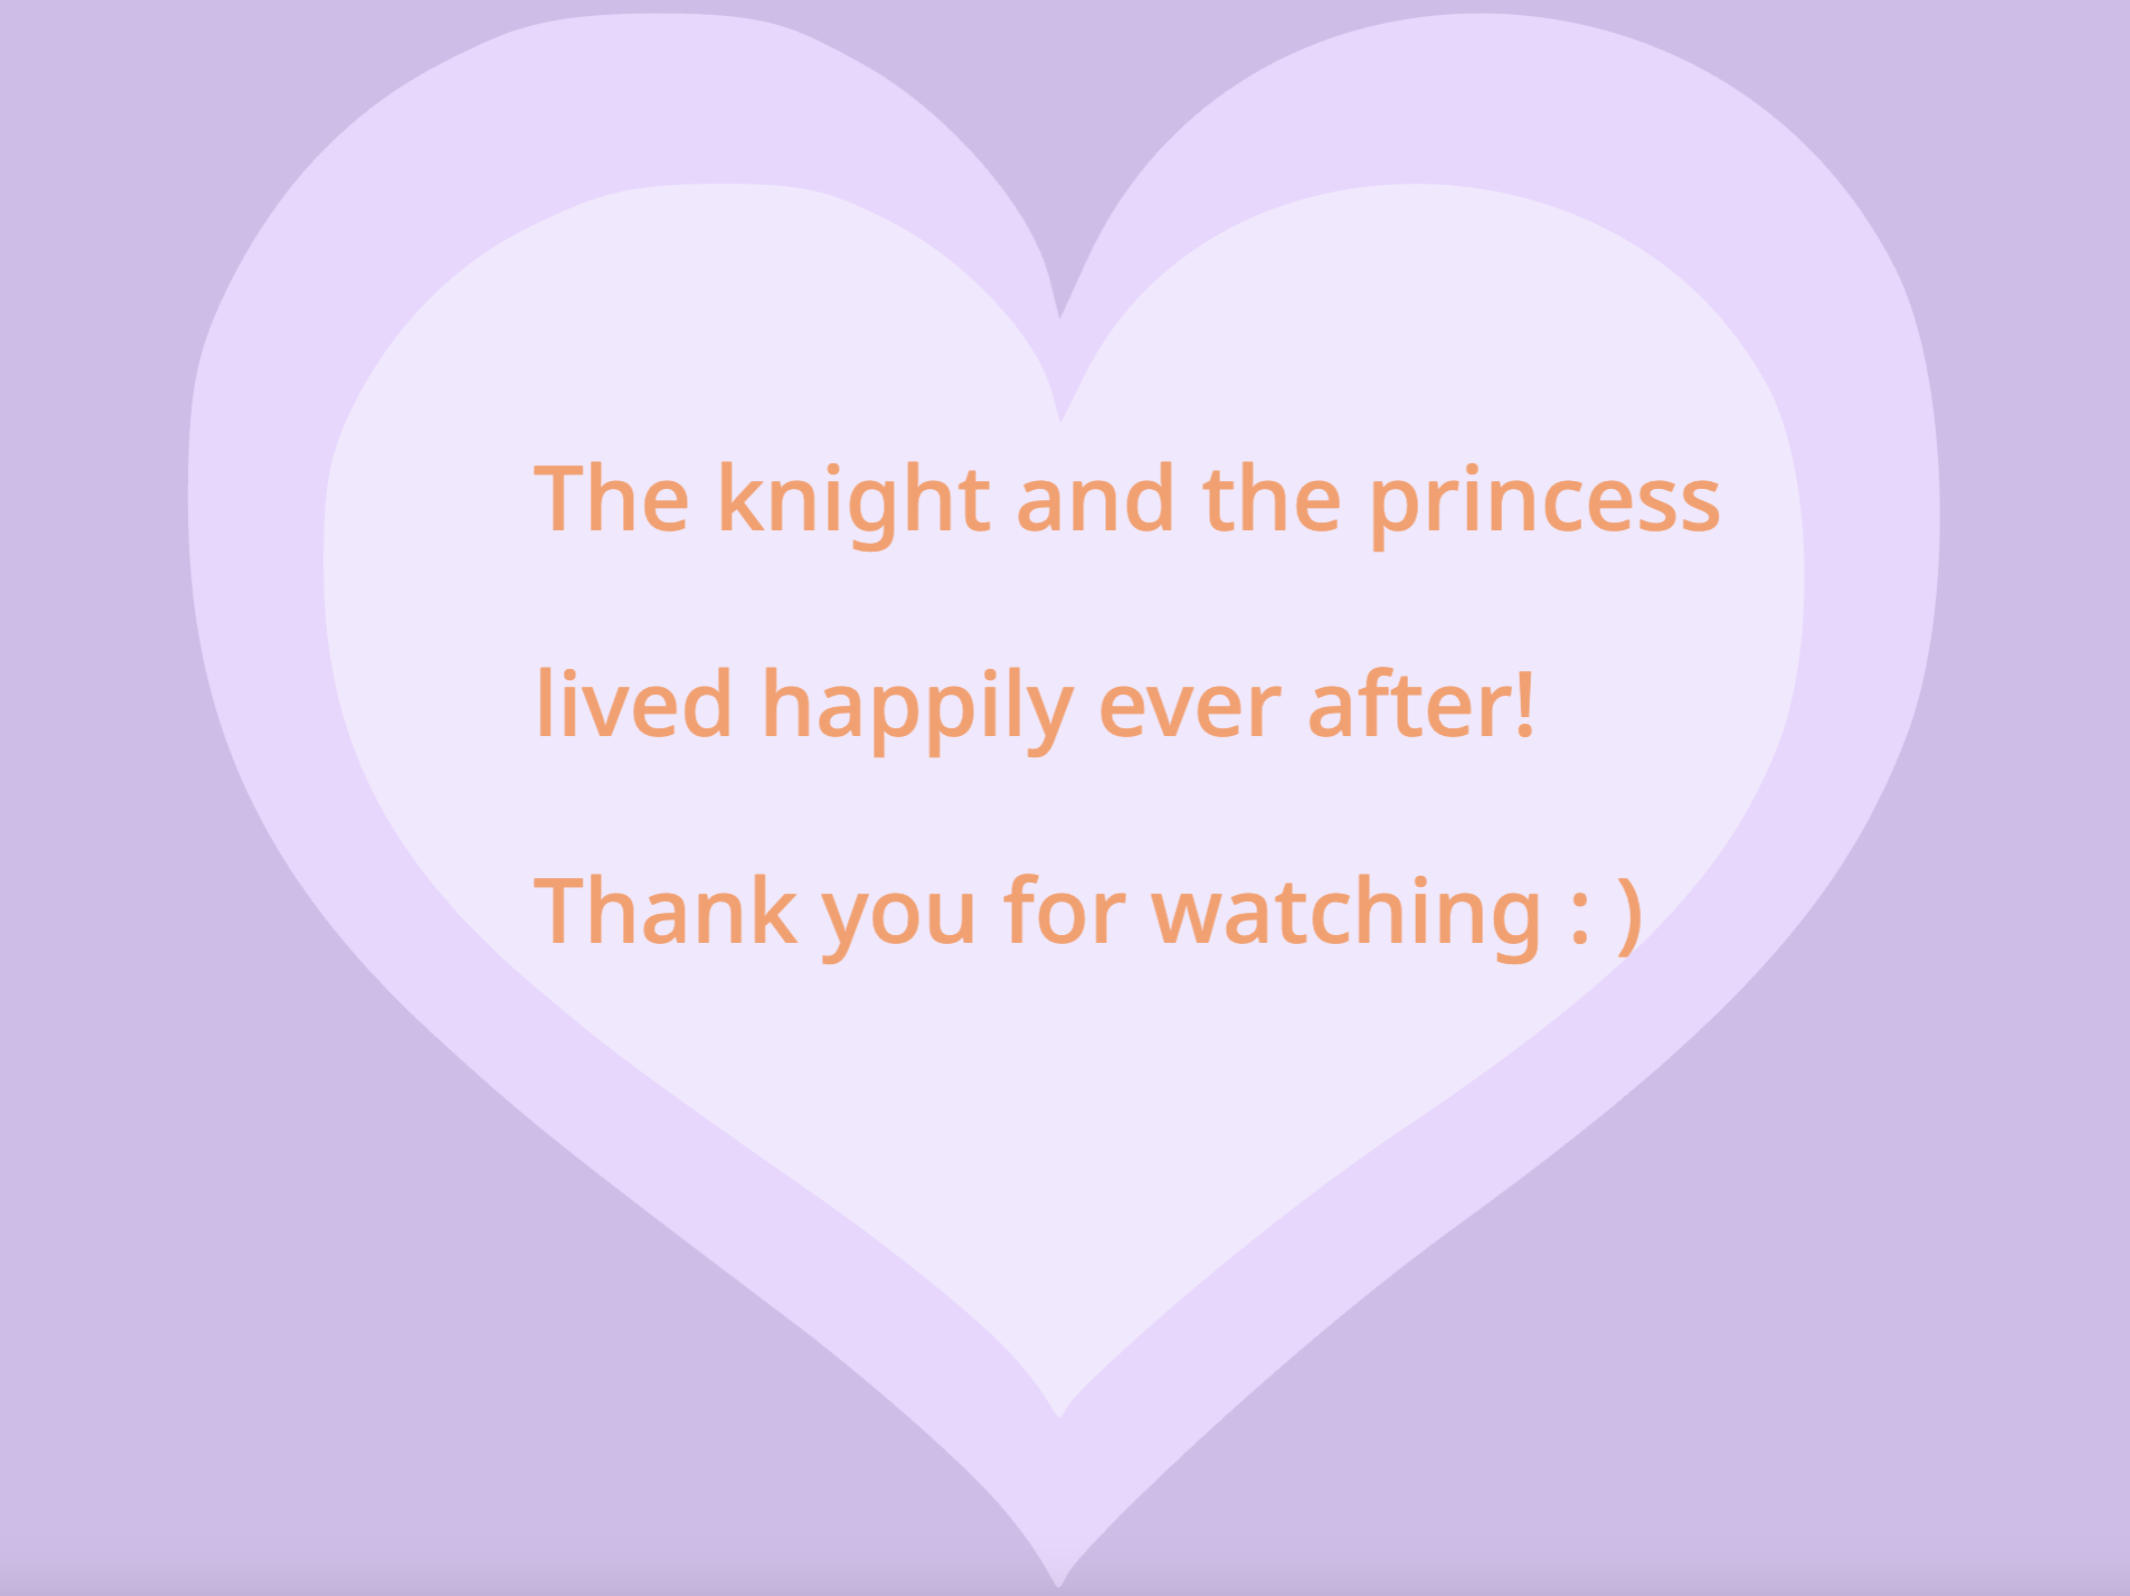 The knight and the princess
lived happily ever after!
Thank you for watching : )